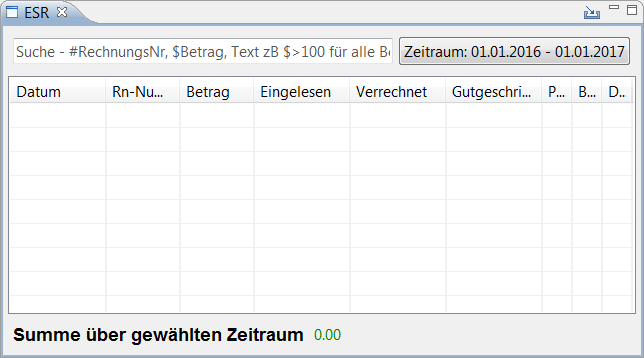 ESR
Suche - #RechnungsNr, $Betrag, Text zB $>100 für alle Be Zeitraum: 01.01.2016 - 01.01.2017
Datum Rn-Nu... Betrag Eingelesen Verrechnet Gutgeschri... P... B... D...
Summe über gewählten Zeitraum 0.00